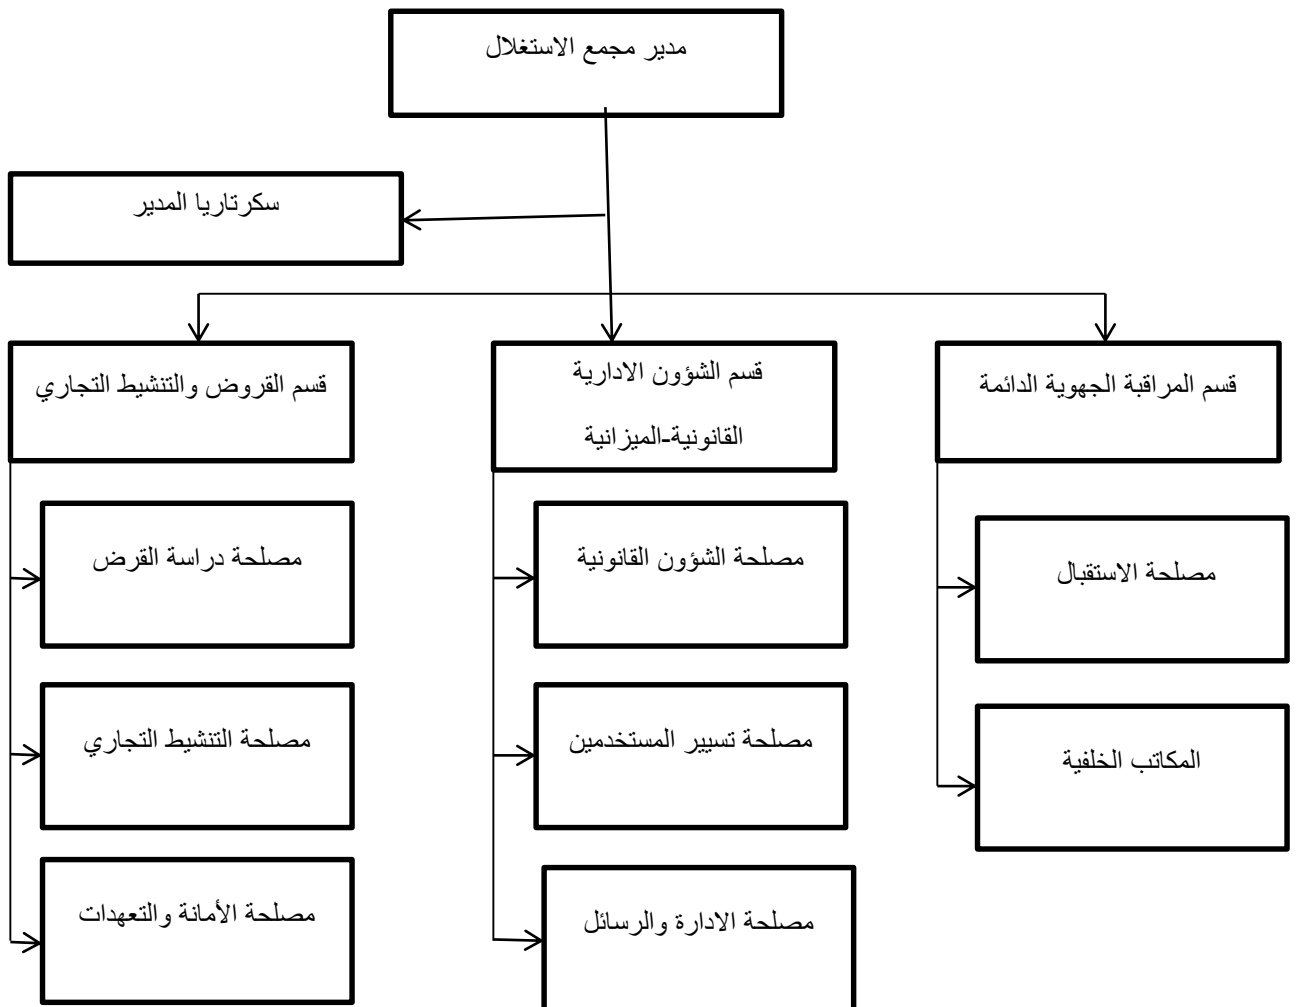 مدير مجمع الاستغلال
سكرتاريا المدير
قسم المراقبة الجهوية الدائمة
قسم الشؤون الادارية
القانونية-الميزانية
قسم القروض والتنشيط التجاري
مصلحة الاستقبال
المكاتب الخلفية
مصلحة الشؤون القانونية
مصلحة تسيير المستخدمين
مصلحة الادارة والرسائل
مصلحة دراسة القرض
مصلحة التنشيط التجاري
مصلحة الأمانة والتعهدات